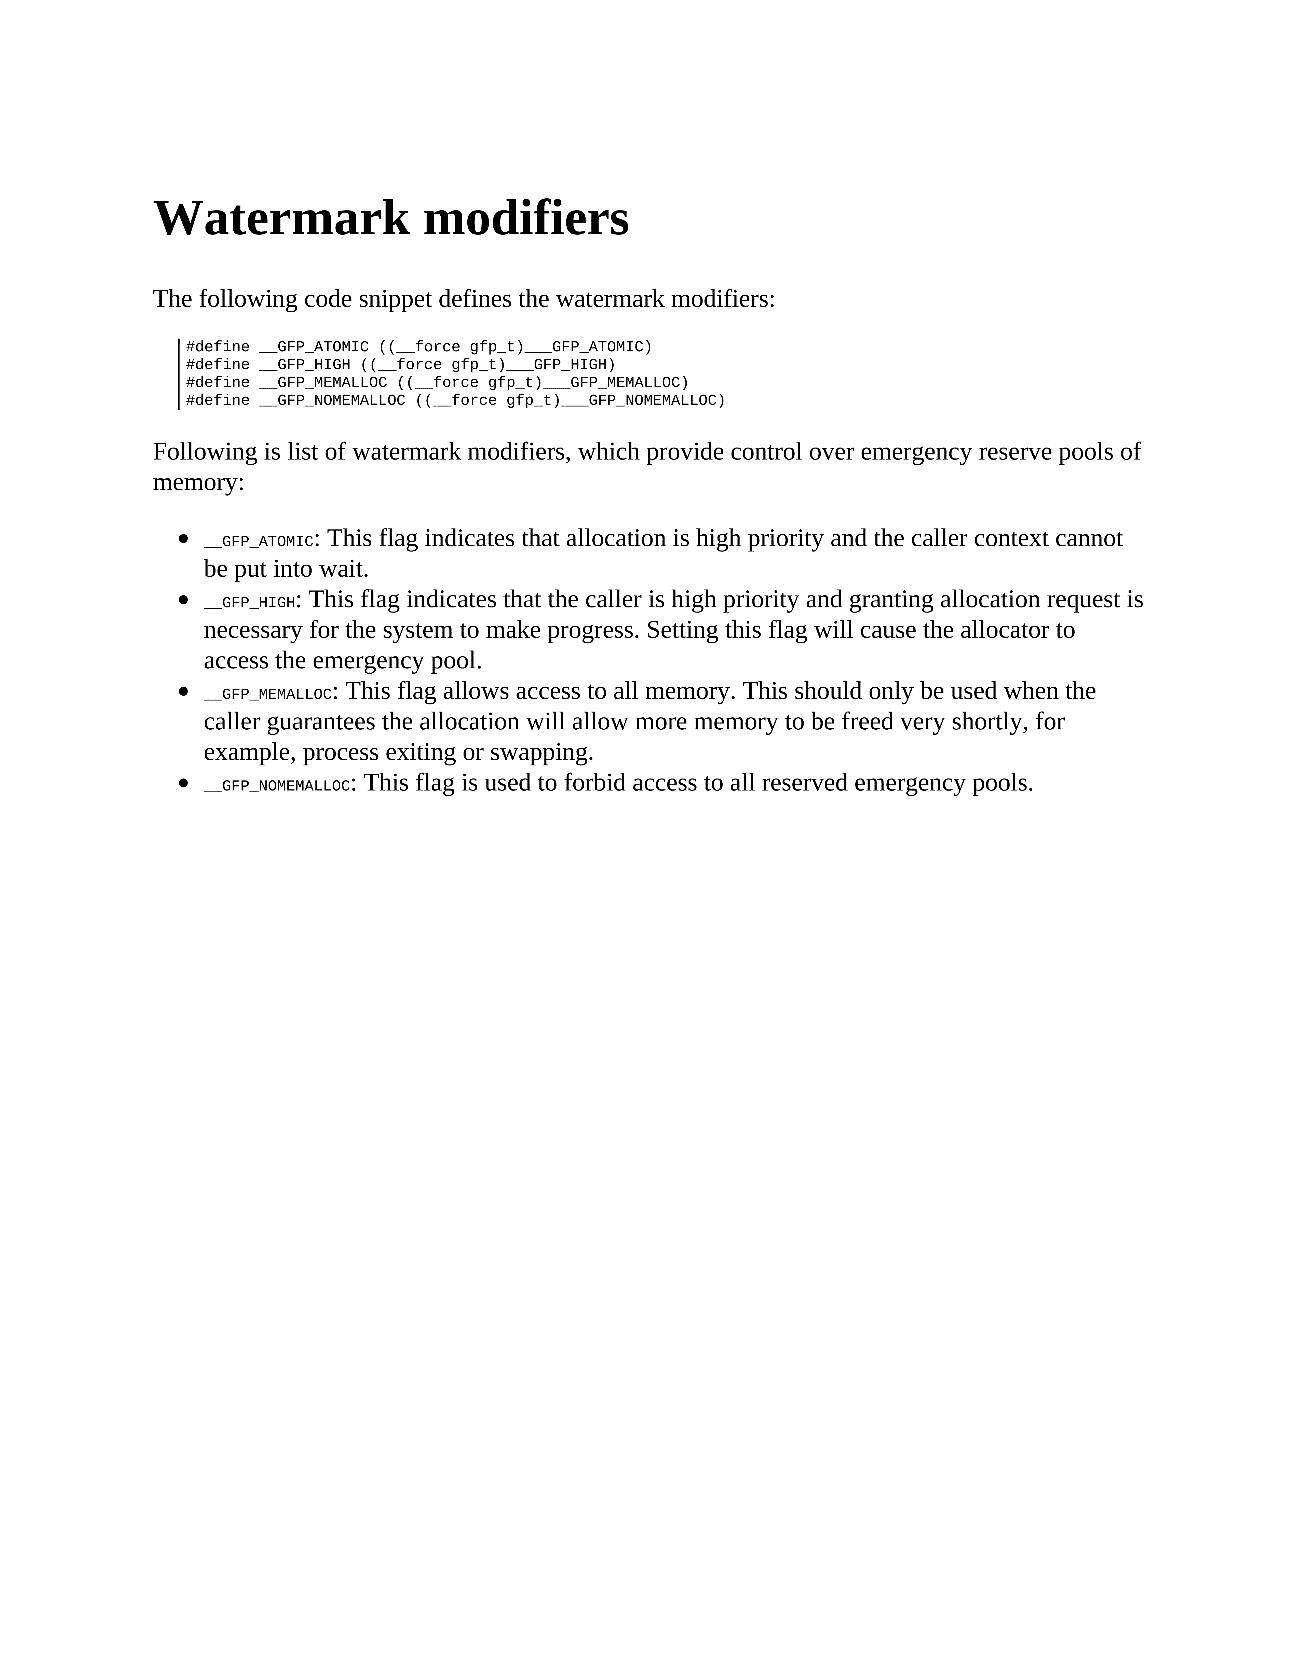 Watermark modifiers
The following code snippet defines the watermark modifiers:
#define __GFP_ATOMIC ((__force gfp_t)___GFP_ATOMIC)
#define __GFP_HIGH ((__force gfp_t)___GFP_HIGH)
#define __GFP_MEMALLOC ((__force gfp_t)___GFP_MEMALLOC)
#define __GFP_NOMEMALLOC ((__force gfp_t)___GFP_NOMEMALLOC)
Following is list of watermark modifiers, which provide control over emergency reserve pools of
memory:
• __GFP_ATOMIC: This flag indicates that allocation is high priority and the caller context cannot
be put into wait.
• __GFP_HIGH: This flag indicates that the caller is high priority and granting allocation request is
necessary for the system to make progress. Setting this flag will cause the allocator to
access the emergency pool.
• __GFP_MEMALLOC: This flag allows access to all memory. This should only be used when the
caller guarantees the allocation will allow more memory to be freed very shortly, for
example, process exiting or swapping.
• __GFP_NOMEMALLOC: This flag is used to forbid access to all reserved emergency pools.